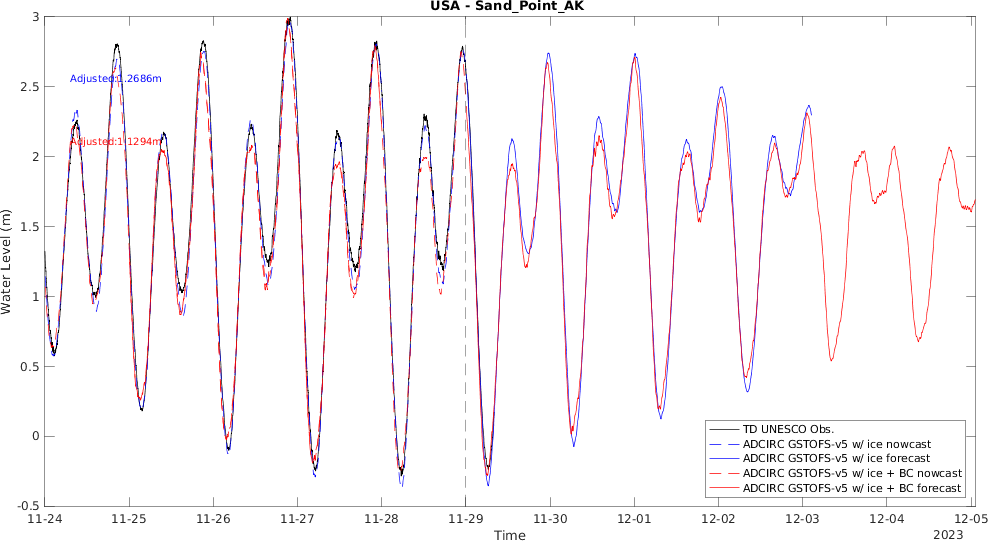 USA - Sand_Point_AK
3
2.5
2
1.5
1
0.5
0
-0.5
Water Level (m)
Adjusted:1.2686m
Adjusted:1.1294m
TD UNESCO Obs.
ADCIRC GSTOFS-v5 w/ ice nowcast
ADCIRC GSTOFS-v5 w/ ice forecast
ADCIRC GSTOFS-v5 w/ ice + BC nowcast
ADCIRC GSTOFS-v5 w/ ice + BC forecast
11-24 11-25 11-26 11-27 11-28 11-29 11-30 12-01 12-02 12-03 12-04 12-05
Time
2023